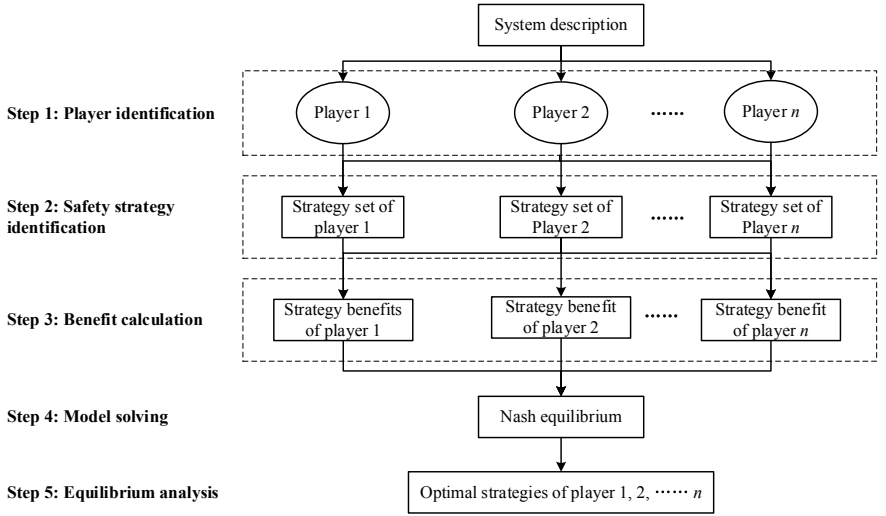 System description
Step 1: Player identification
Player 1
Player 2
······
Player n
Step 2: Safety strategy
identification
Strategy set of
player 1
Strategy set of
Player 2
······
Strategy set of
Player n
Step 3: Benefit calculation
Strategy benefits
of player 1
Strategy benefit
of player 2
······
Strategy benefit
of player n
Step 4: Model solving
Nash equilibrium
Step 5: Equilibrium analysis
Optimal strategies of player 1, 2, ······ n